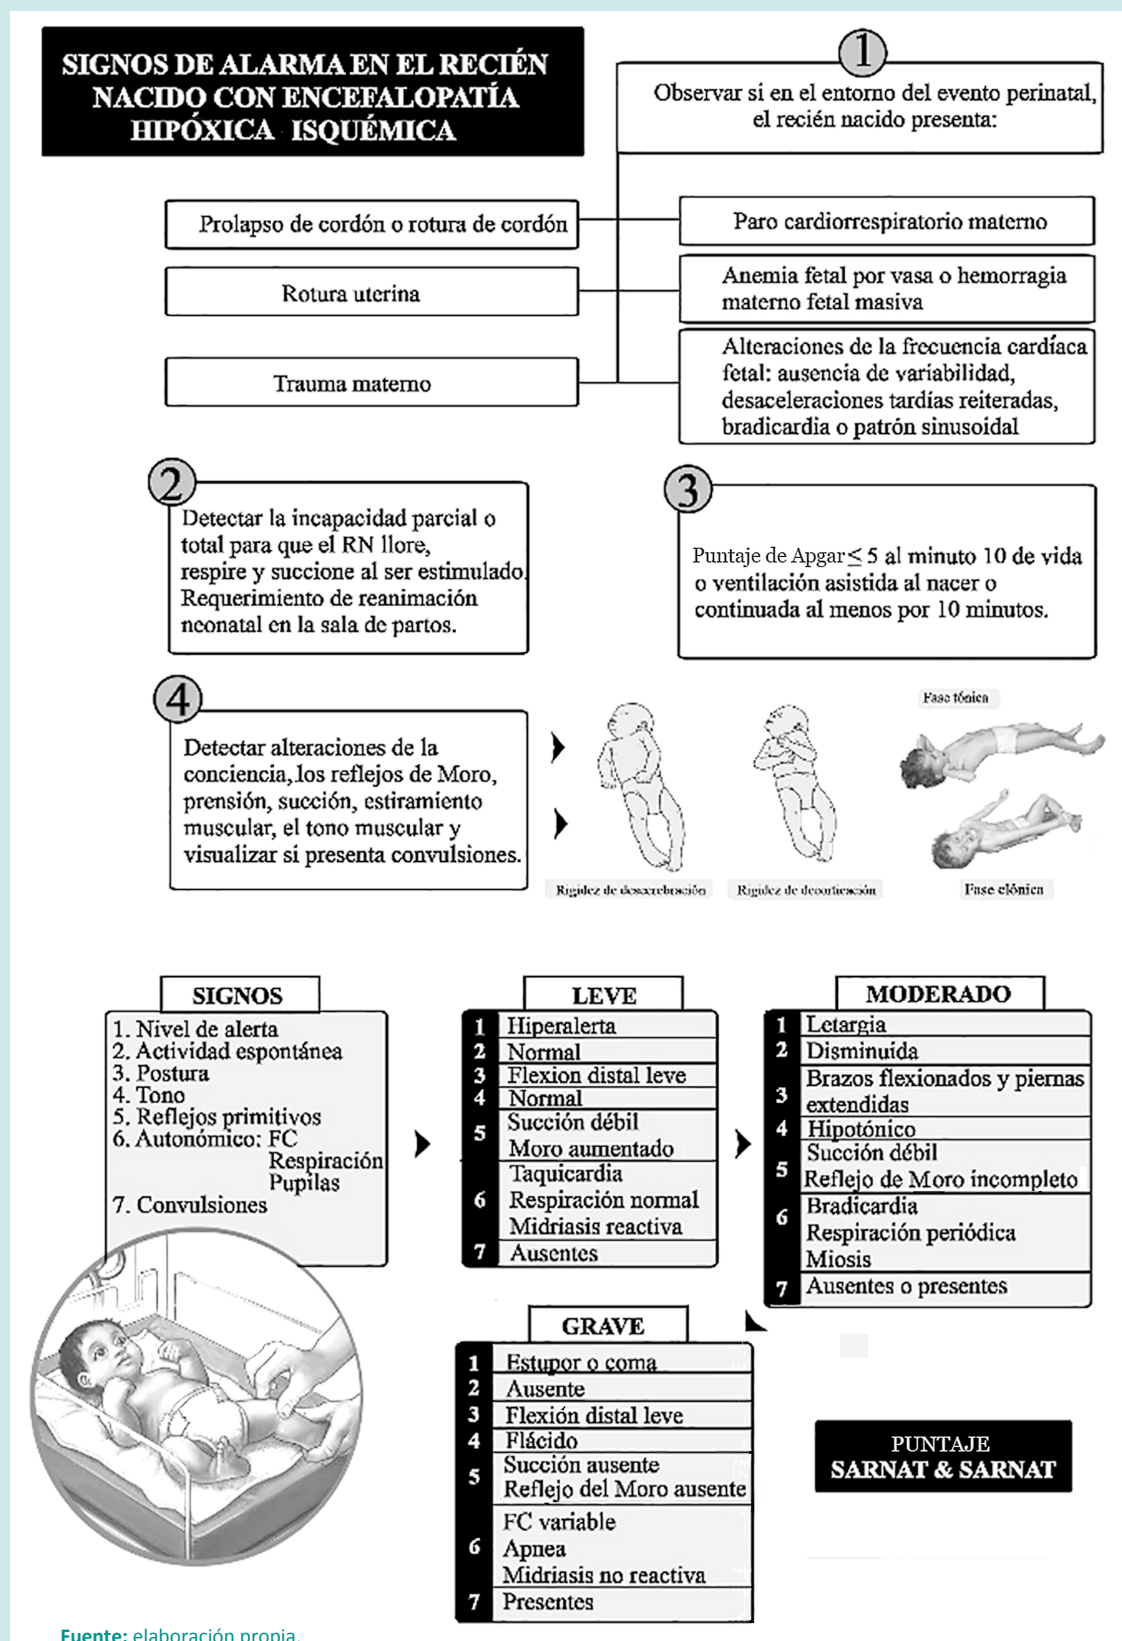 SIGNOS DE ALARMA EN EL RECIÉN
NACIDO CON ENCEFALOPATÍA
HIPÓXICA ISQUÉMICA
1
Observar si en el entorno del evento perinatal,
el recién nacido presenta:
Prolapso de cordón o rotura de cordón
Paro cardiorrespiratorio materno
Rotura uterina
Anemia fetal por vasa o hemorragia
materno fetal masiva
Trauma materno
Alteraciones de la frecuencia cardíaca
fetal: ausencia de variabilidad,
desaceleraciones tardías reiteradas,
bradicardia o patrón sinusoidal
2
Detectar la incapacidad parcial o
total para que el RN llore,
respire y succione al ser estimulado.
Requerimiento de reanimación
neonatal en la sala de partos.
3
Puntaje de Apgar ≤ 5 al minuto 10 de vida
o ventilación asistida al nacer o
continuada al menos por 10 minutos.
4
Detectar alteraciones de la
conciencia,los reflejos de Moro,
prensión, succión, estiramiento
muscular, el tono muscular y
visualizar si presenta convulsiones.
Rigidez de descerebración
Rigidez de decorticación
Fase tónica
Fase clónica
SIGNOS
1. Nivel de alerta
2. Actividad espontánea
3. Postura
4. Tono
5. Reflejos primitivos
6. Autonómico: FC
Respiración
Pupilas
7. Convulsiones
LEVE
1 Hiperalerta
2 Normal
3 Flexion distal leve
4 Normal
5 Succión débil
Moro aumentado
Taquicardia
6 Respiración normal
Midriasis reactiva
7 Ausentes
MODERADO
1 Letargia
2 Disminuída
3 Brazos flexionados y piernas
extendidas
4 Hipotónico
5 Succión débil
Reflejo de Moro incompleto
6 Bradicardia
Respiración periódica
Miosis
7 Ausentes o presentes
GRAVE
1 Estupor o coma
2 Ausente
3 Flexión distal leve
4 Flácido
5 Succión ausente
Reflejo del Moro ausente
FC variable
6 Apnea
Midriasis no reactiva
7 Presentes
PUNTAJE
SARNAT & SARNAT
Fuente: elaboración propia.